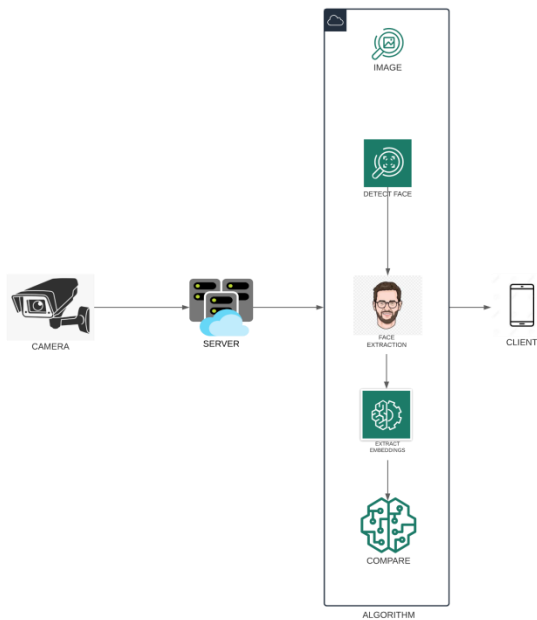 IMAGE
DETECT FACE
CAMERA
SERVER
FACE
EXTRACTION
CLIENT
EXTRACT
EMBEDDINGS
COMPARE
ALGORITHM